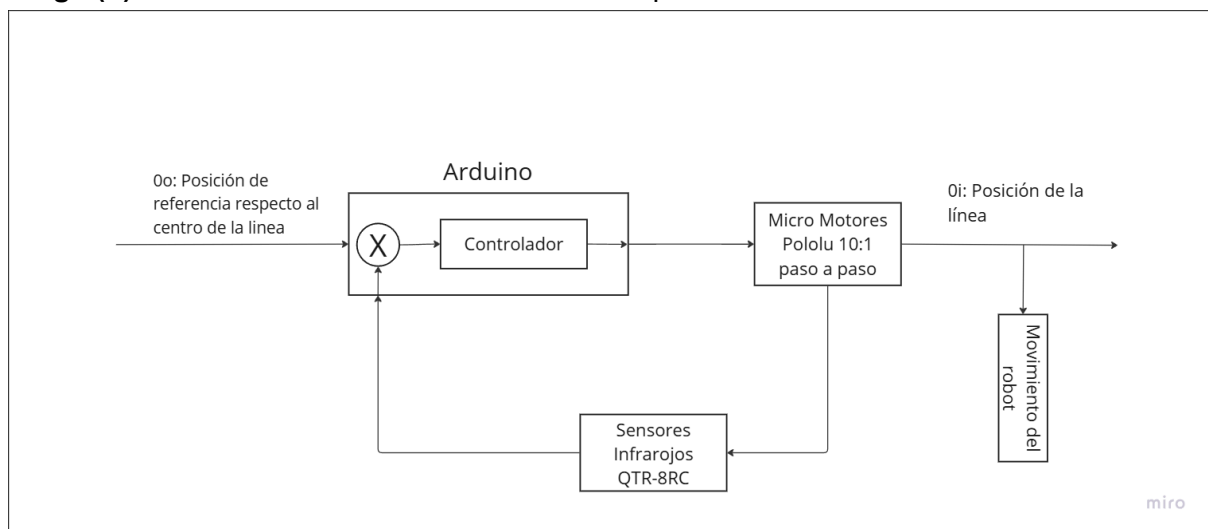 Arduino
0o: Posición de
referencia respecto al
centro de la linea
X
Controlador
Micro Motores
Pololu 10:1
paso a paso
0i: Posición de la
línea
Movimiento del
robot
Sensores
Infrarojos
QTR-8RC
miro